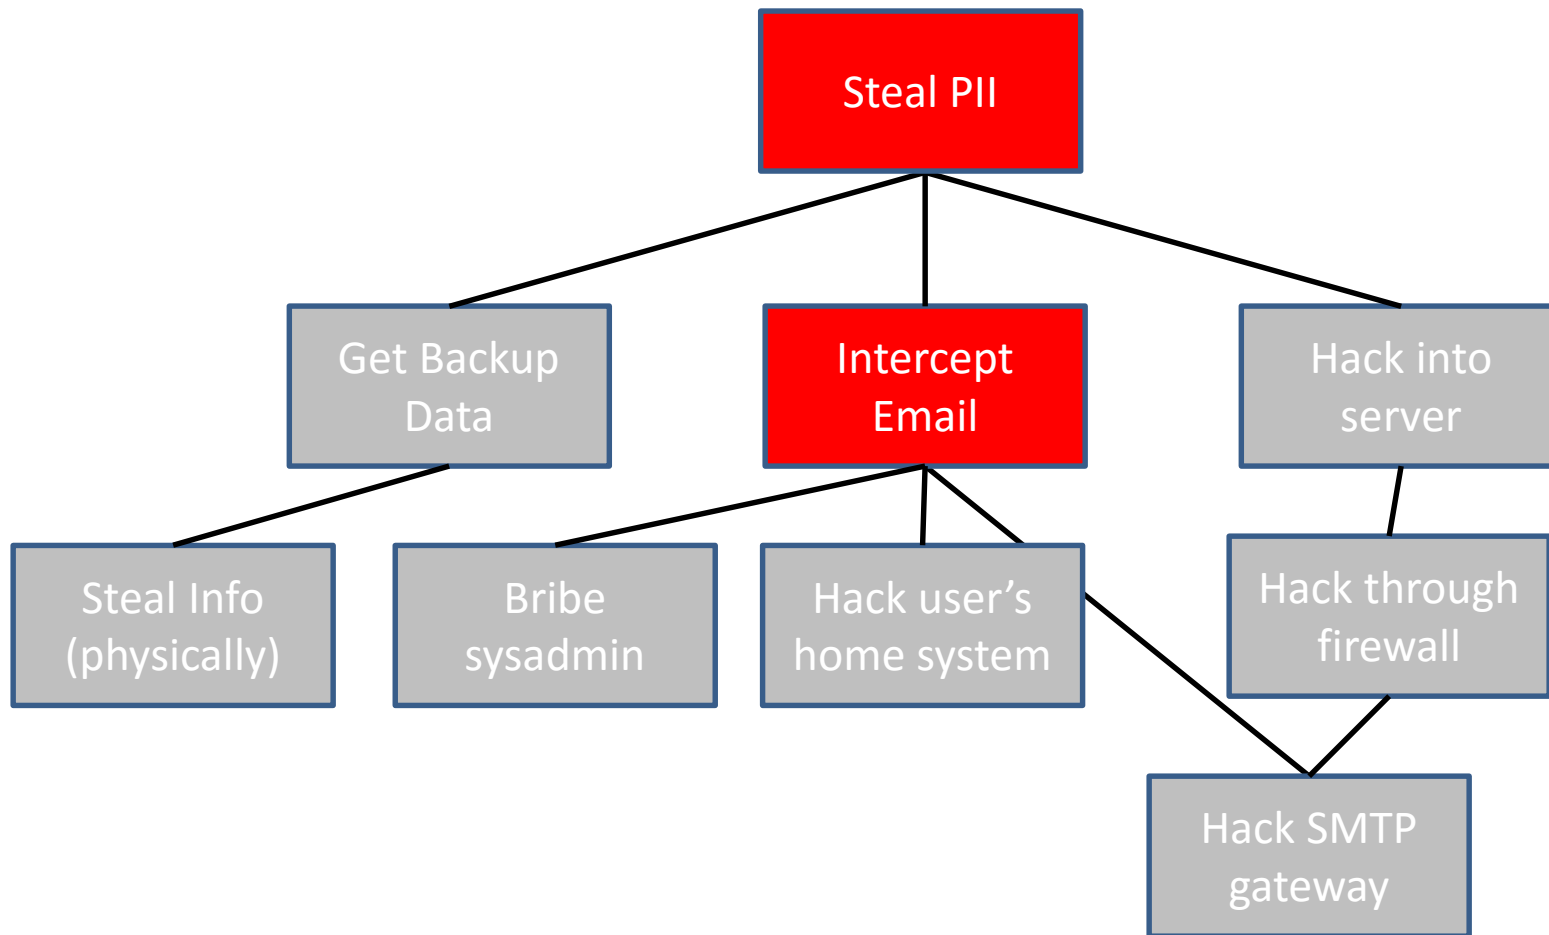 Steal PII
Get Backup
Data
Intercept
Email
Hack into
server
Steal Info
(physically)
Bribe
sysadmin
Hack user’s
home system
Hack through
firewall
Hack SMTP
gateway